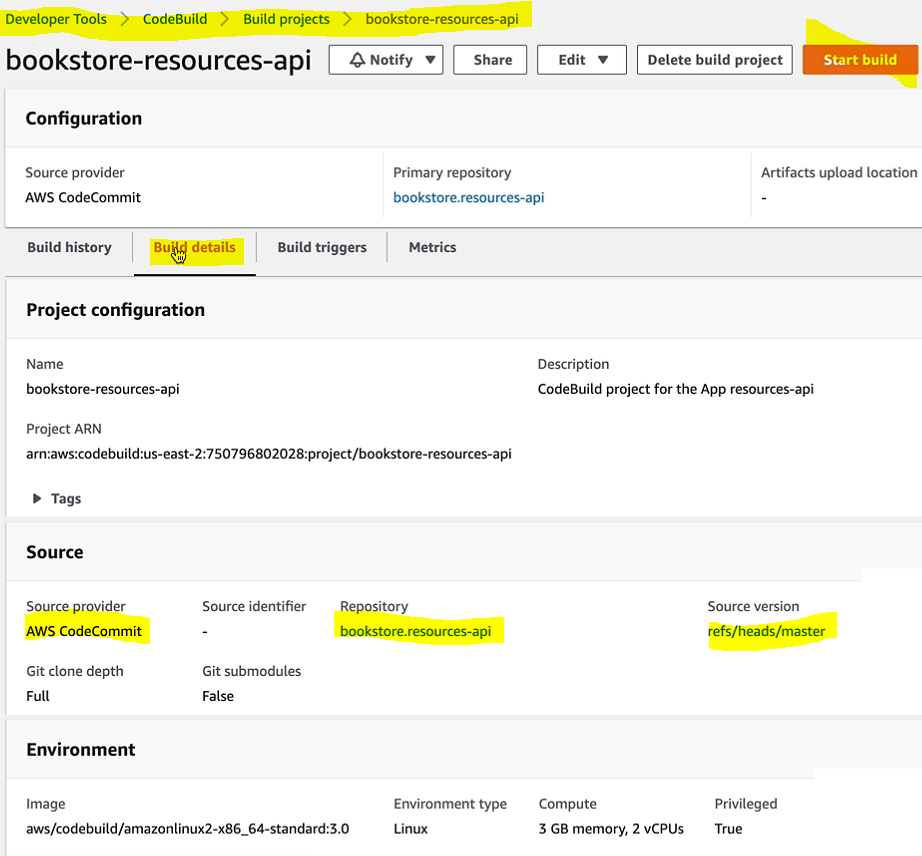 Developer Tools > CodeBuild > Build projects > bookstore-resources-api
bookstore-resources-api Notify ▼ Share Edit ▼ Delete build project Start build
Configuration
Source provider Primary repository Artifacts upload location
AWS CodeCommit bookstore.resources-api -
Build history Build details Build triggers Metrics
Project configuration
Name Description
bookstore-resources-api CodeBuild project for the App resources-api
Project ARN
arn:aws:codebuild:us-east-2:750796802028:project/bookstore-resources-api
Tags
Source
Source provider Source identifier Repository Source version
AWS CodeCommit - bookstore.resources-api refs/heads/master
Git clone depth Git submodules
Full False
Environment
Image Environment type Compute Privileged
aws/codebuild/amazonlinux2-x86_64-standard:3.0 Linux 3 GB memory, 2 vCPUs True